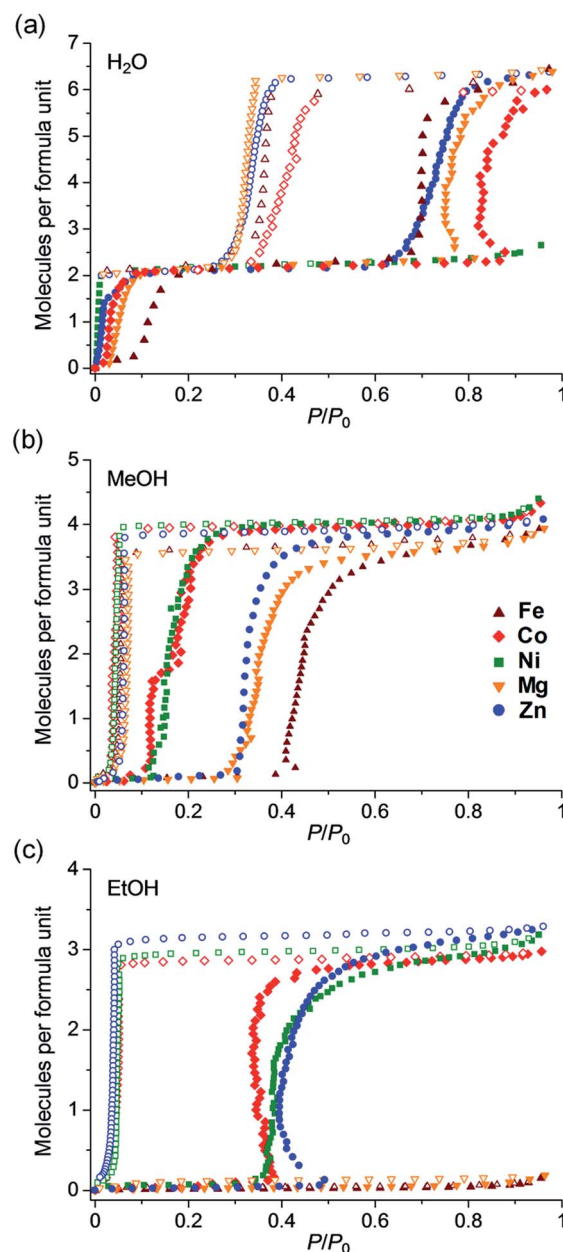 (a)
H₂O
Molecules per formula unit
7
6
5
4
3
2
1
0
0 0.2 0.4 0.6 0.8 1
P/P₀
(b)
MeOH
Molecules per formula unit
5
4
3
2
1
0
Fe
Co
Ni
Mg
Zn
0 0.2 0.4 0.6 0.8 1
P/P₀
(c)
EtOH
Molecules per formula unit
4
3
2
1
0
0 0.2 0.4 0.6 0.8 1
P/P₀